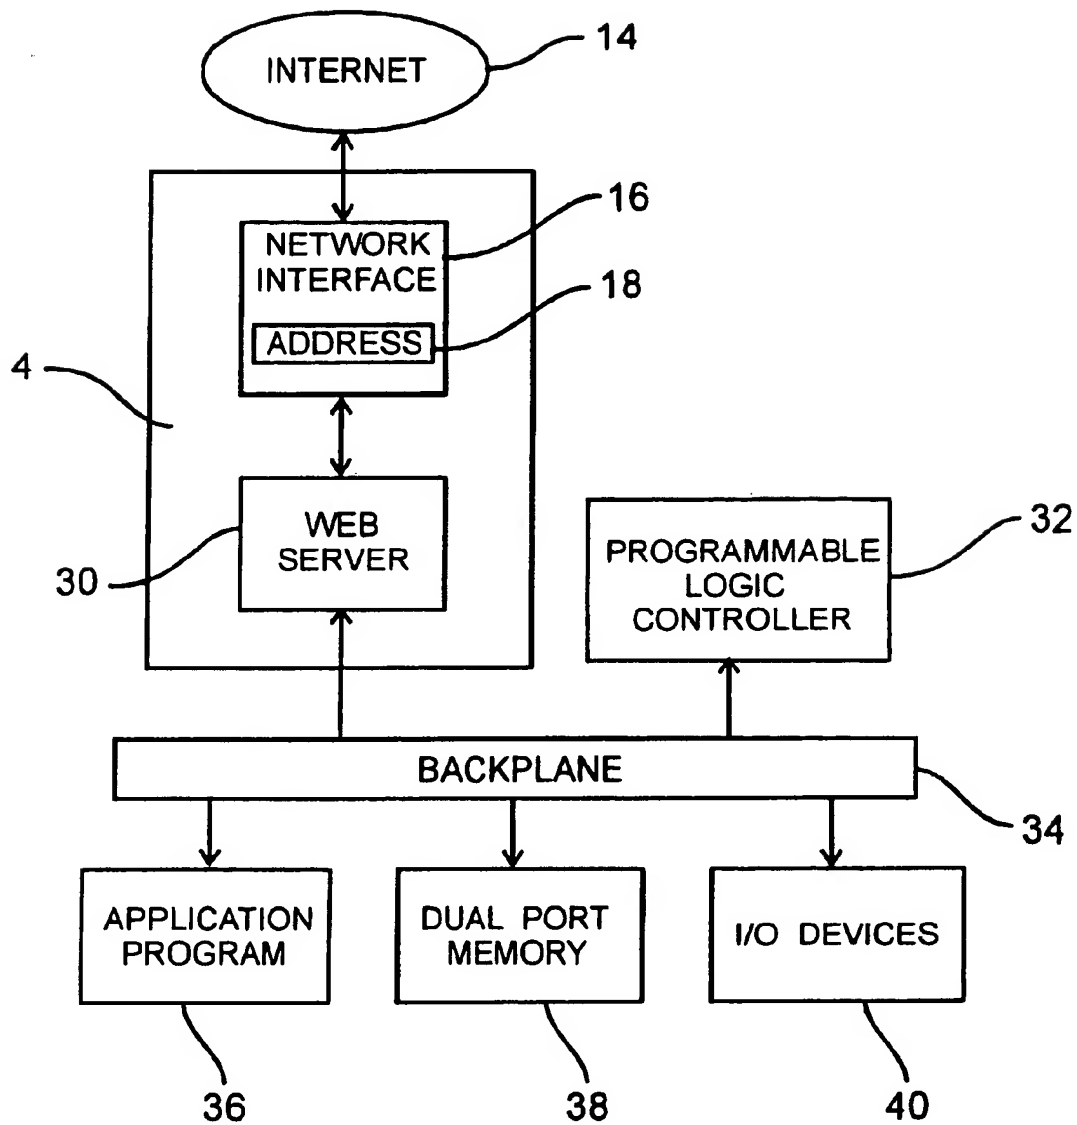 INTERNET
14
16
NETWORK
INTERFACE
18
ADDRESS
4
WEB
SERVER
30
32
PROGRAMMABLE
LOGIC
CONTROLLER
BACKPLANE
34
APPLICATION
PROGRAM
DUAL PORT
MEMORY
I/O DEVICES
36
38
40